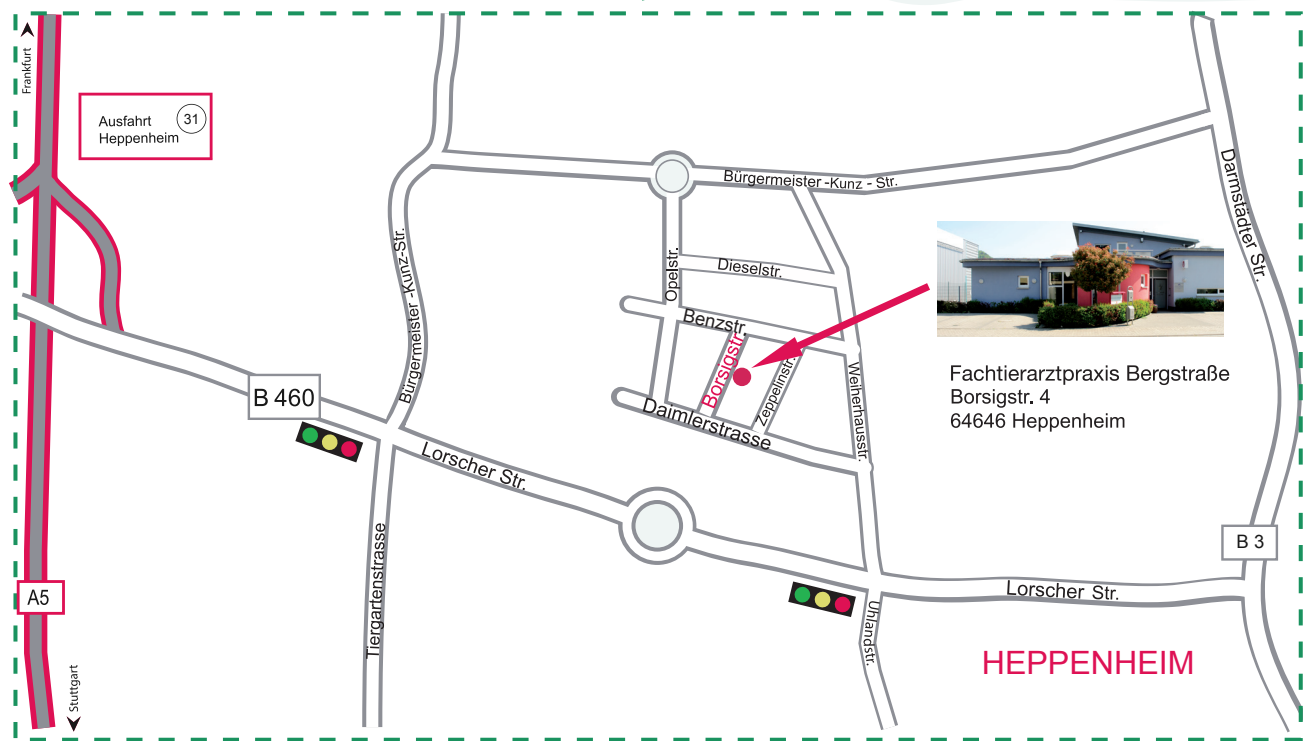 Frankfurt
Ausfahrt
Heppenheim
31
Bürgermeister -Kunz - Str.
Darmstädter Str.
Bürgermeister -Kunz-Str.
Opelstr.
Dieselstr.
Benzstr.
Borsigstr.
Zeppelinstr.
Weiherhausstr.
Daimlerstrasse
Fachtierarztpraxis Bergstraße
Borsigstr. 4
64646 Heppenheim
B 460
Lorscher Str.
B 3
Tiergartenstrasse
A5
Lorscher Str.
Uhlandstr.
HEPPENHEIM
Stuttgart